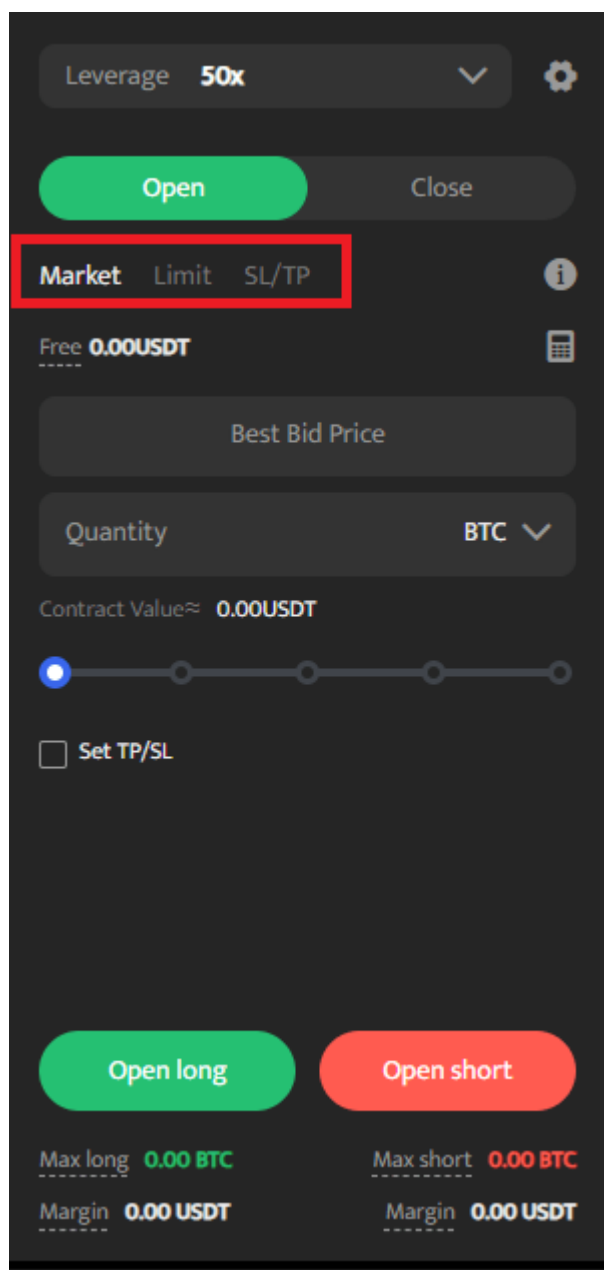 Leverage 50x
Open Close
Market Limit SL/TP
Free 0.00USDT
Best Bid Price
Quantity BTC
Contract Value≈ 0.00USDT
Set TP/SL
Open long Open short
Max long 0.00 BTC Max short 0.00 BTC
Margin 0.00 USDT Margin 0.00 USDT